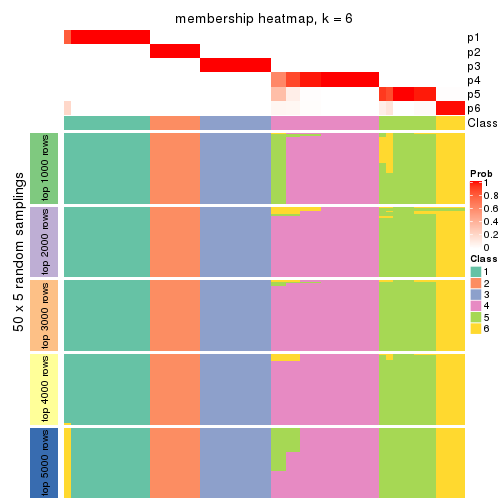 membership heatmap, k = 6
p1
p2
p3
p4
p5
p6
Class
50 x 5 random samplings
top 1000 rows
top 2000 rows
top 3000 rows
top 4000 rows
top 5000 rows
Prob
1
0.8
0.6
0.4
0.2
0
Class
1
2
3
4
5
6